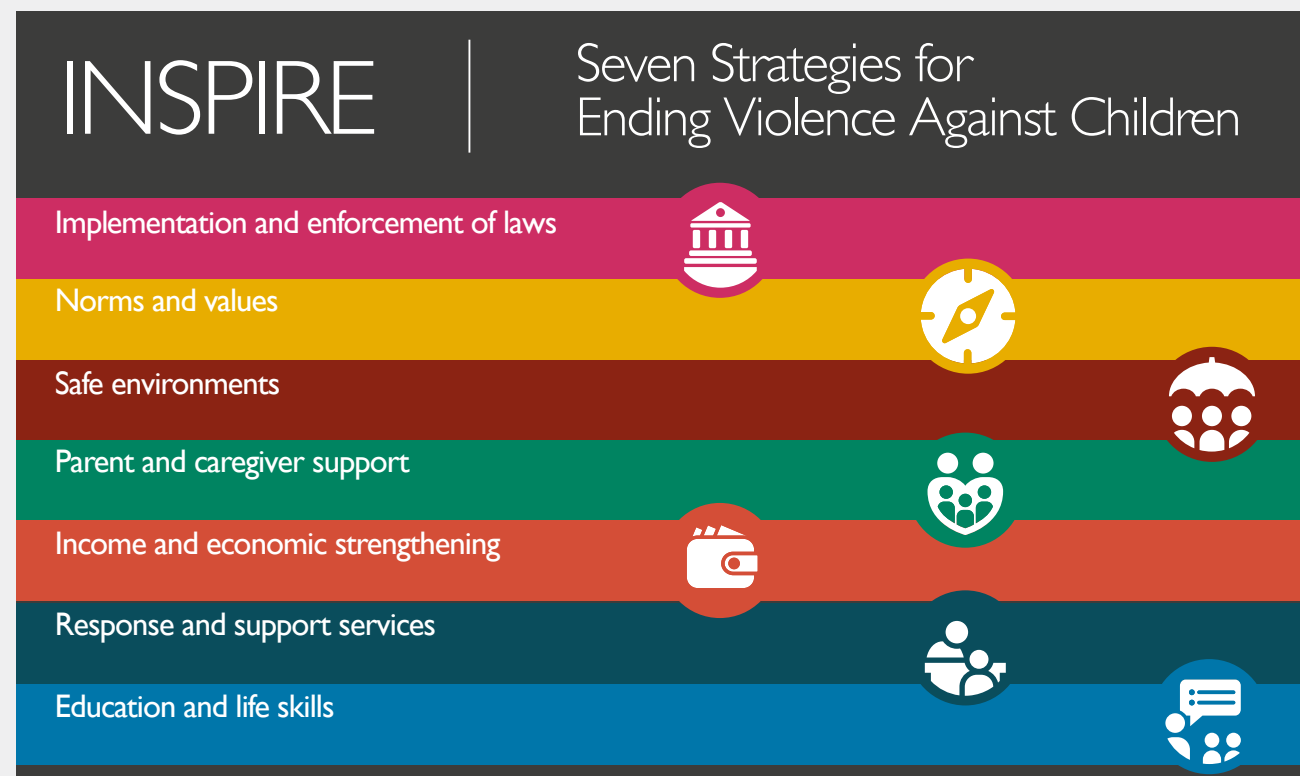 INSPIRE
Seven Strategies for
Ending Violence Against Children
Implementation and enforcement of laws
Norms and values
Safe environments
Parent and caregiver support
Income and economic strengthening
Response and support services
Education and life skills